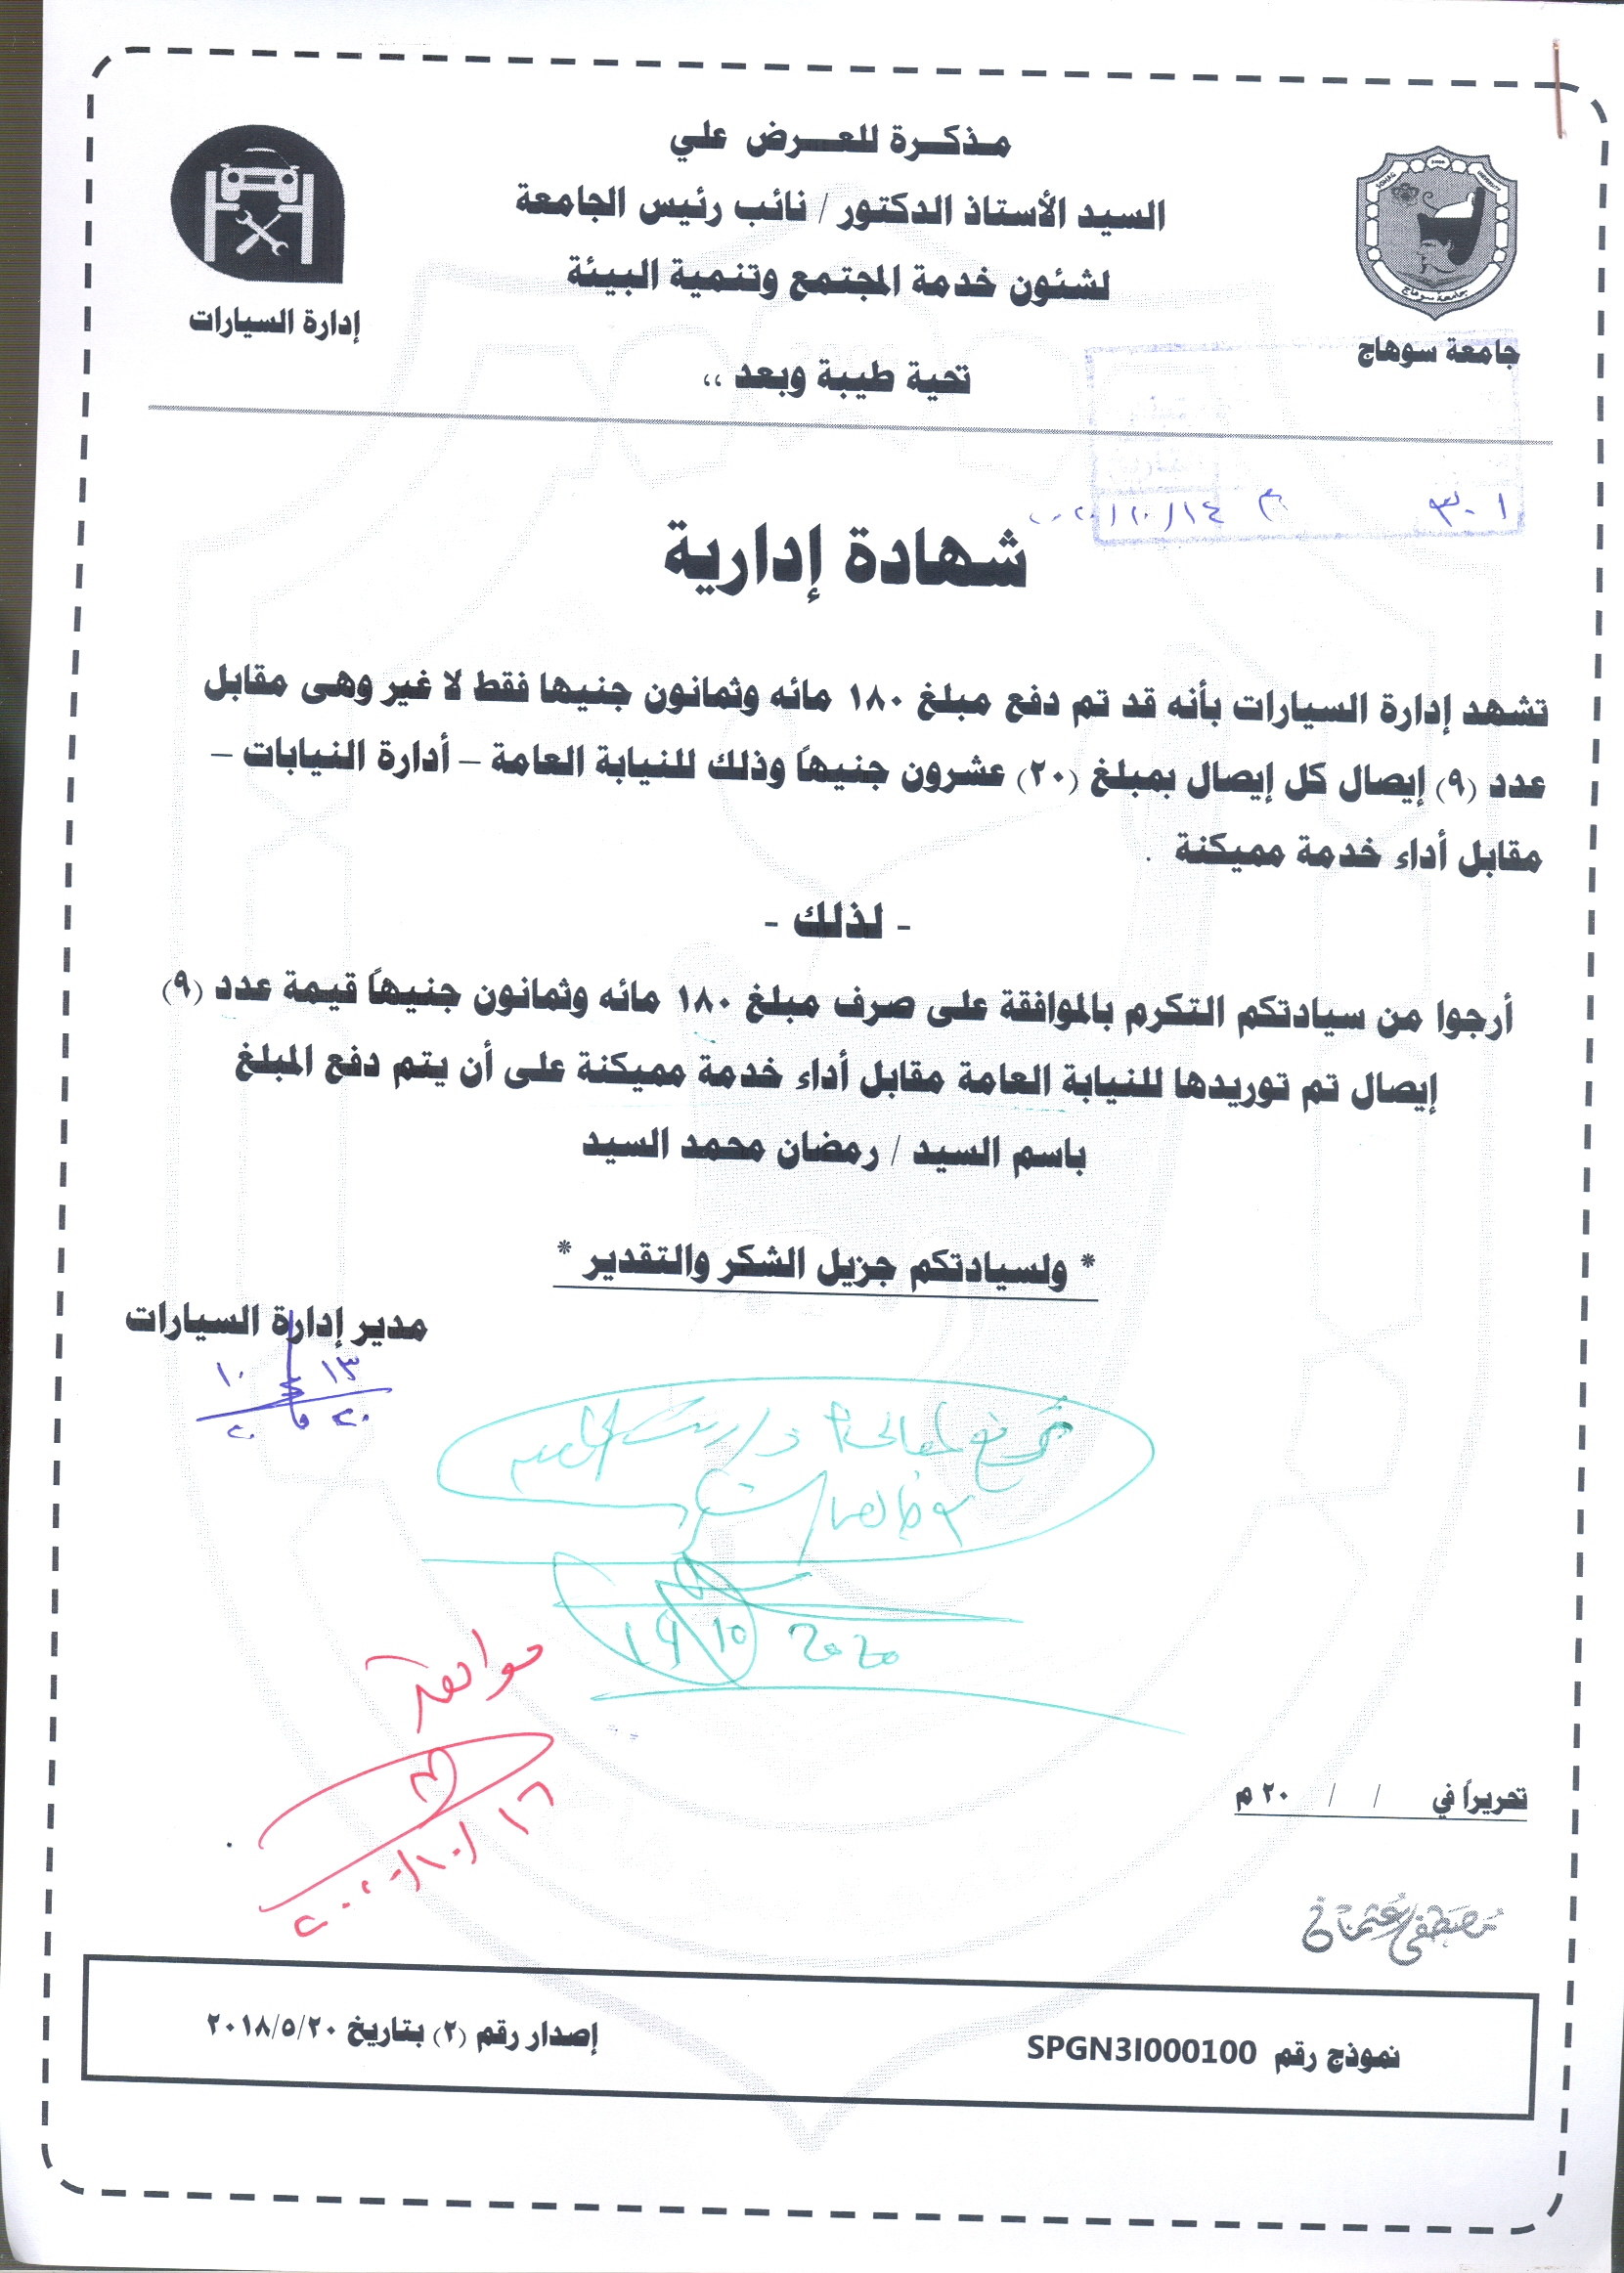 مذكرة للعرض علي
السيد الأستاذ الدكتور / نائب رئيس الجامعة
لشئون خدمة المجتمع وتنمية البيئة
تحية طيبة وبعد ،،
جامعة سوهاج
إدارة السيارات
٣٠١
٢٠٢٠/١٠/١٤
شهادة إدارية
تشهد إدارة السيارات بأنه قد تم دفع مبلغ ١٨٠ مائه وثمانون جنيها فقط لا غير وهى مقابل
عدد (٩) إيصال كل إيصال بمبلغ (٢٠) عشرون جنيهاً وذلك للنيابة العامة – أدارة النيابات –
مقابل أداء خدمة مميكنة .
- لذلك -
أرجوا من سيادتكم التكرم بالموافقة على صرف مبلغ ١٨٠ مائه وثمانون جنيهاً قيمة عدد (٩)
إيصال تم توريدها للنيابة العامة مقابل أداء خدمة مميكنة على أن يتم دفع المبلغ
باسم السيد / رمضان محمد السيد
* ولسيادتكم جزيل الشكر والتقدير *
مدير إدارة السيارات
١٣ ١٠
٢٠٢٠
19/10 2020
موافق
٢٠٢٠/١٠/١٦
تحريراً في / / ٢٠ م
مصطفى عثمان
نموذج رقم SPGN3I000100
إصدار رقم (٢) بتاريخ ٢٠١٨/٥/٢٠